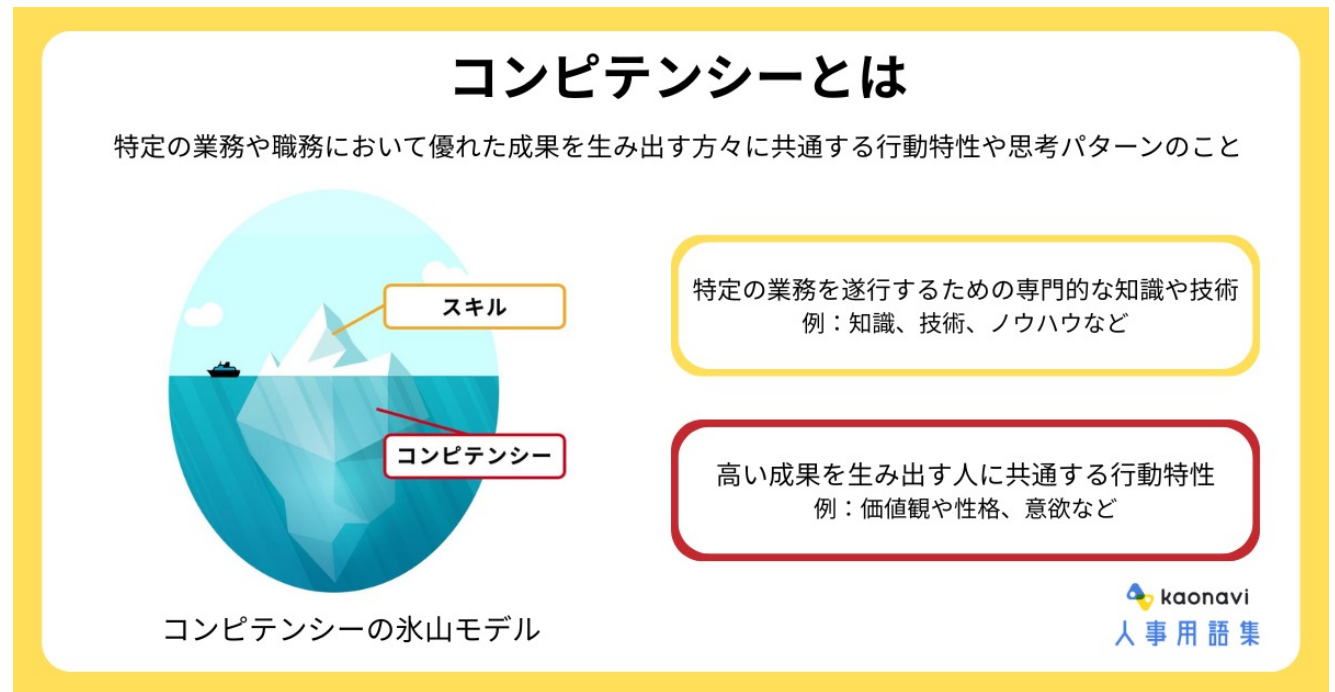 コンピテンシーとは
特定の業務や職務において優れた成果を生み出す方々に共通する行動特性や思考パターンのこと
スキル
コンピテンシー
コンピテンシーの氷山モデル
特定の業務を遂行するための専門的な知識や技術
例：知識、技術、ノウハウなど
高い成果を生み出す人に共通する行動特性
例：価値観や性格、意欲など
kaonavi
人事用語集